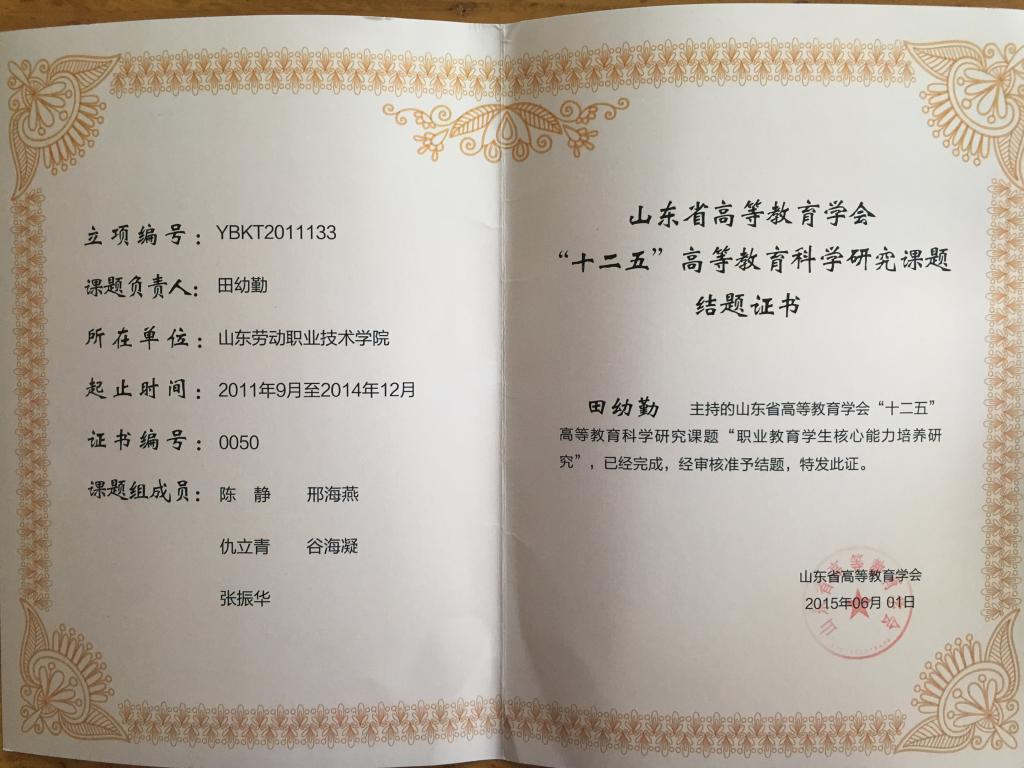 立项编号：YBKT2011133
课题负责人：田幼勤
所在单位：山东劳动职业技术学院
起止时间：2011年9月至2014年12月
证书编号：0050
课题组成员：陈 静 邢海燕
仇立青 谷海凝
张振华
山东省高等教育学会
“十二五”高等教育科学研究课题
结题证书
田幼勤 主持的山东省高等教育学会“十二五”
高等教育科学研究课题“职业教育学生核心能力培养研
究”，已经完成，经审核准予结题，特发此证。
山东省高等教育学会
2015年06月 01日
山东省高等教育学会